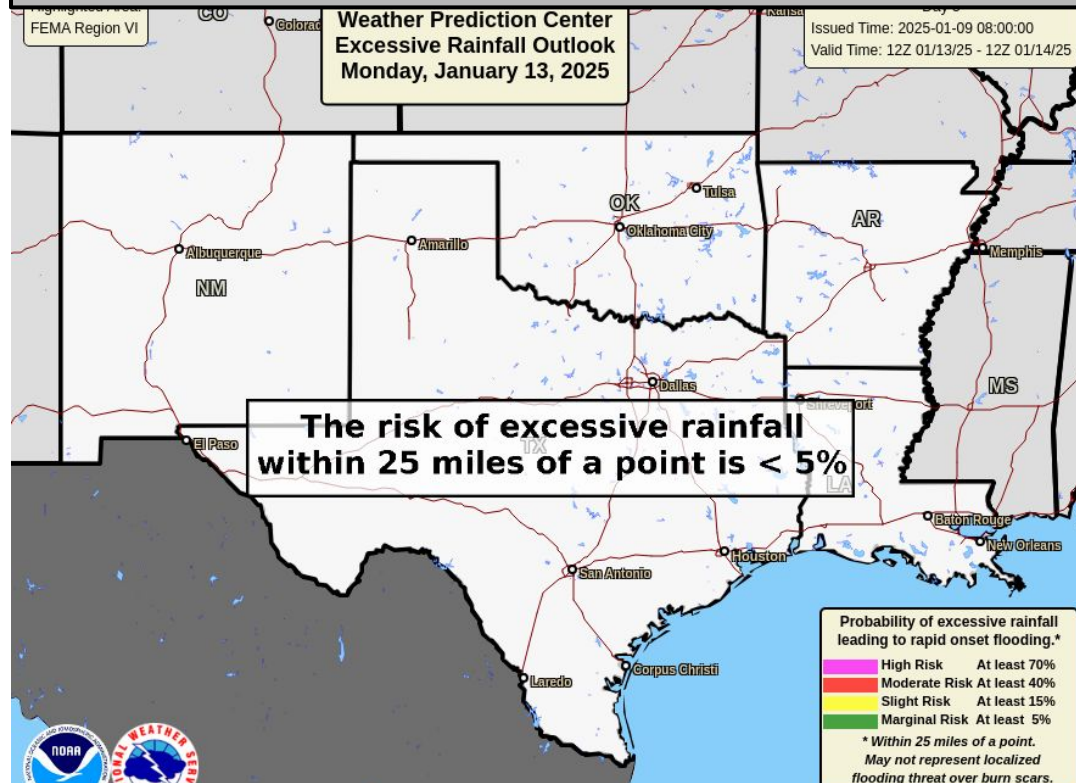 CO
Colorad
Kansa
Highlighted Area:
FEMA Region VI
Weather Prediction Center
Excessive Rainfall Outlook
Monday, January 13, 2025
Day 5
Issued Time: 2025-01-09 08:00:00
Valid Time: 12Z 01/13/25 - 12Z 01/14/25
Tulsa
OK
Oklahoma City
AR
Albuquerque
Amarillo
Memphis
NM
Dallas
MS
Shreveport
The risk of excessive rainfall
within 25 miles of a point is < 5%
El Paso
TX
LA
Baton Rouge
New Orleans
Houston
San Antonio
Corpus Christi
Laredo
Probability of excessive rainfall
leading to rapid onset flooding.*
High Risk At least 70%
Moderate Risk At least 40%
Slight Risk At least 15%
Marginal Risk At least 5%
* Within 25 miles of a point.
May not represent localized
flooding threat over burn scars.
NOAA